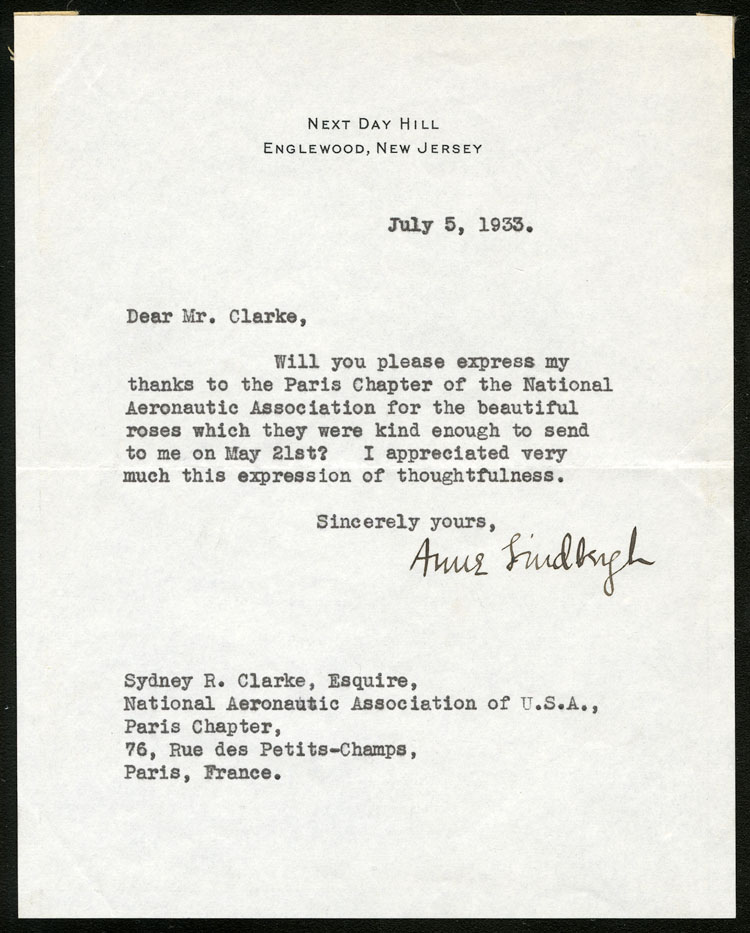 NEXT DAY HILL
ENGLEWOOD, NEW JERSEY
July 5, 1933.
Dear Mr. Clarke,
Will you please express my
thanks to the Paris Chapter of the National
Aeronautic Association for the beautiful
roses which they were kind enough to send
to me on May 21st? I appreciated very
much this expression of thoughtfulness.
Sincerely yours,
Anne Lindbergh
Sydney R. Clarke, Esquire,
National Aeronautic Association of U.S.A.,
Paris Chapter,
76, Rue des Petits-Champs,
Paris, France.